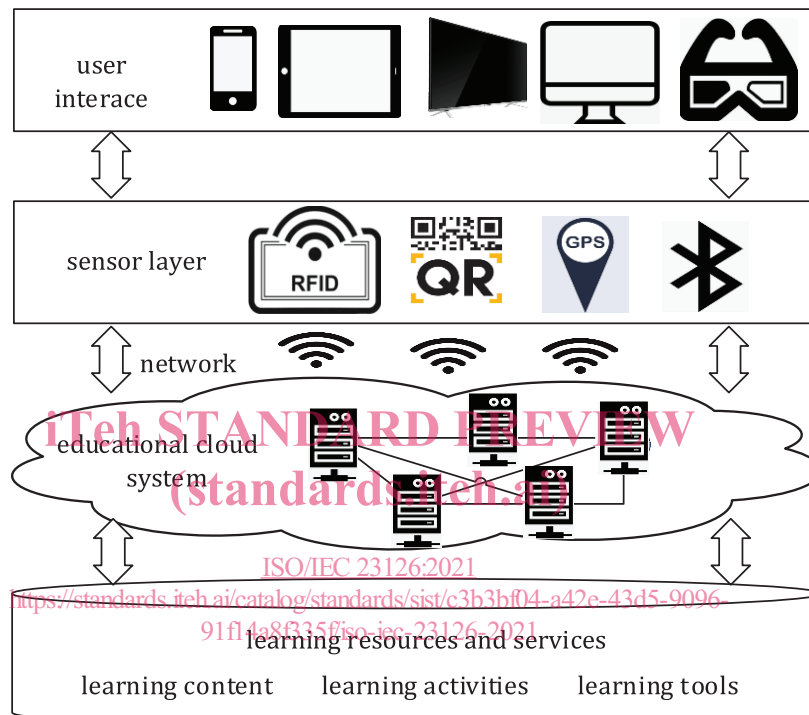 user
interace
sensor layer
RFID
QR
GPS
network
iTeh STANDARD PREVIEW
educational cloud
system
(standards.iteh.ai)
ISO/IEC 23126:2021
https://standards.iteh.ai/catalog/standards/sist/c3b3bf04-a42e-43d5-9096-
91f14a8f335f/iso-iec-23126-2021
learning resources and services
learning content learning activities learning tools